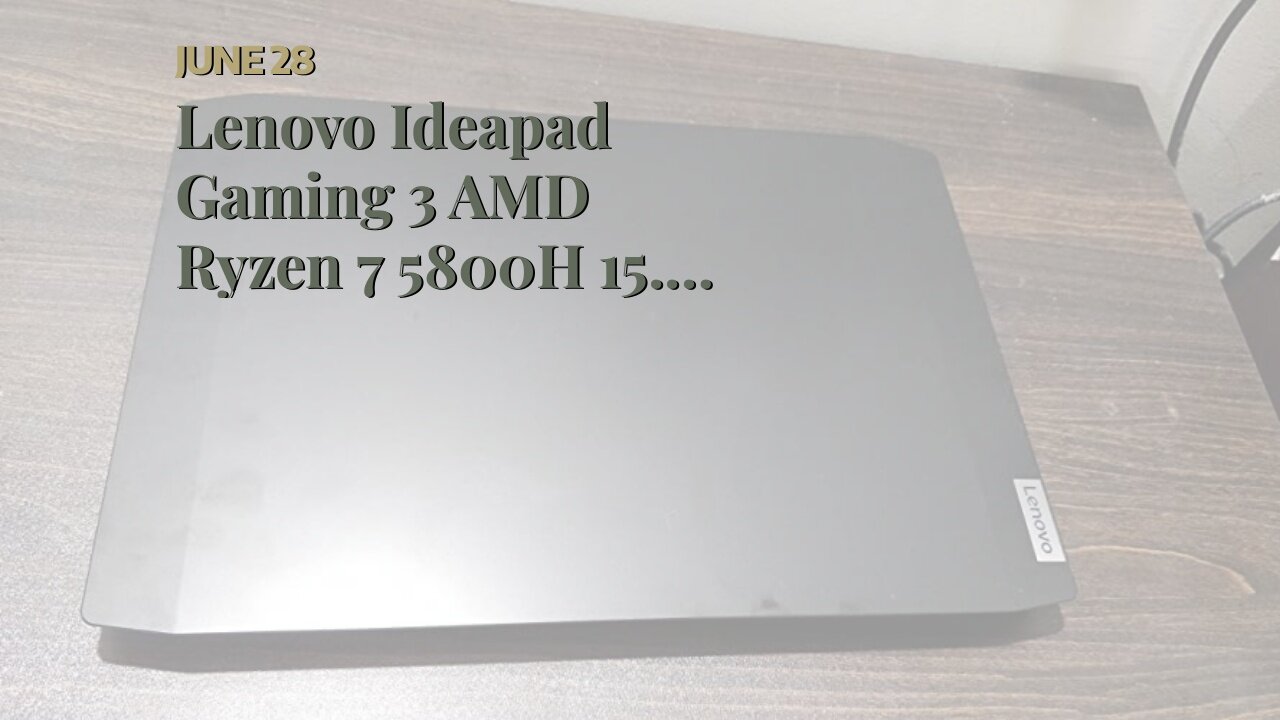 JUNE 28
Lenovo Ideapad
Gaming 3 AMD
Ryzen 7 5800H 15....
Lenovo